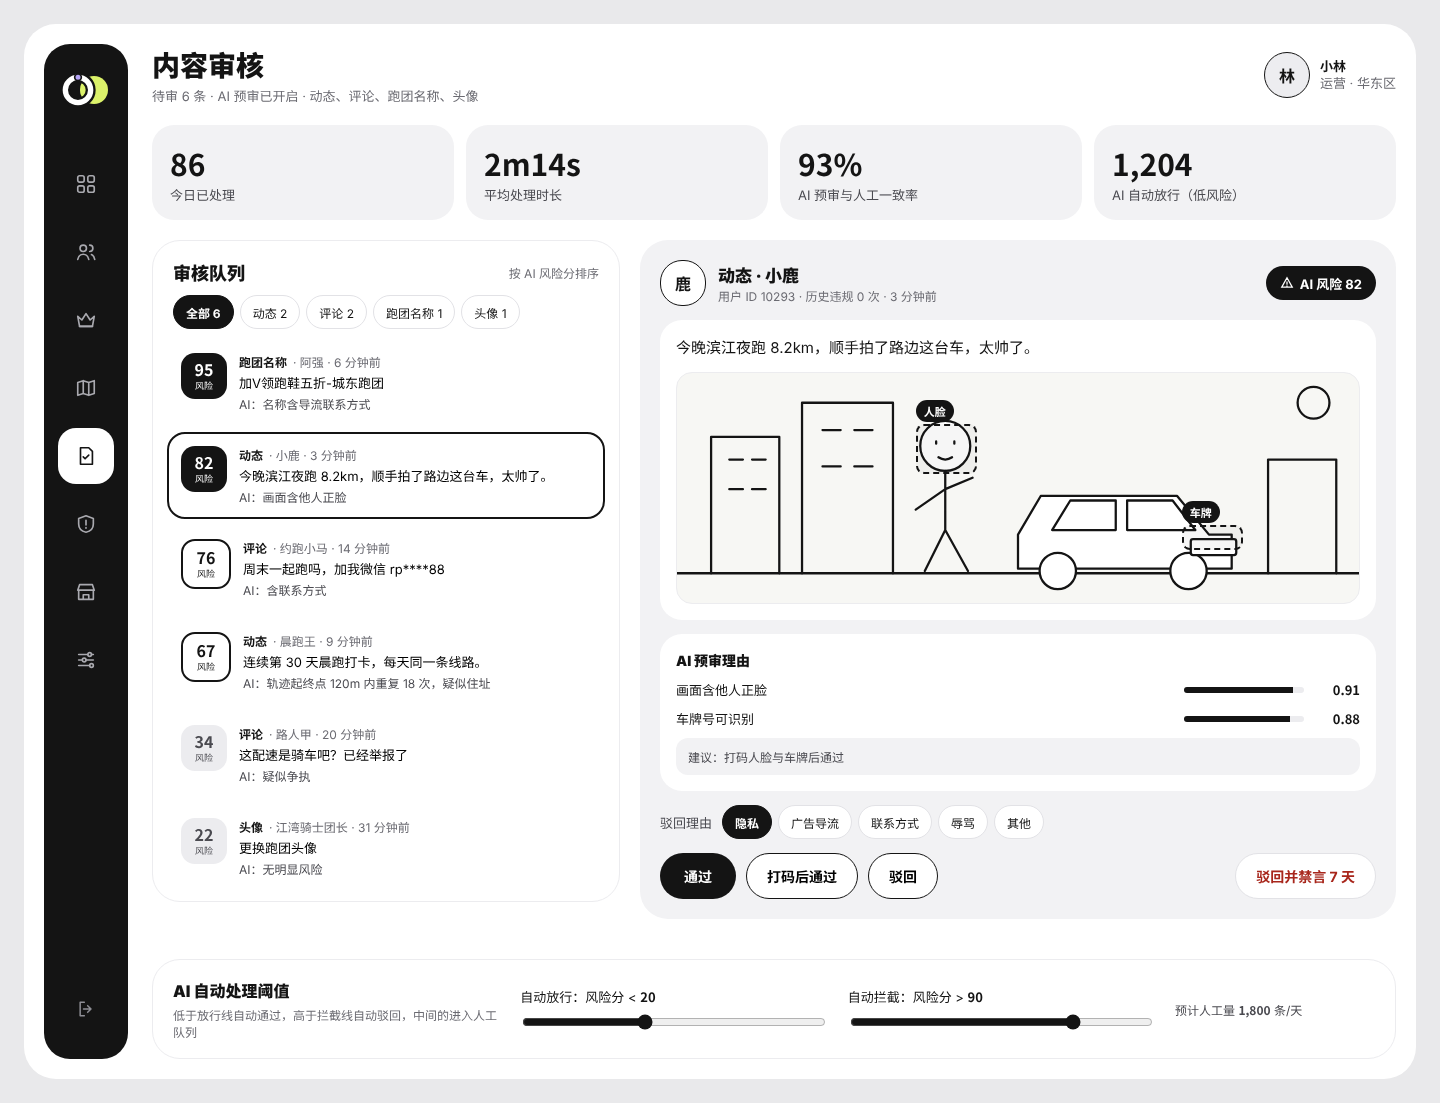 内容审核
待审 6 条 · AI 预审已开启 · 动态、评论、跑团名称、头像
林
小林
运营 · 华东区
86
今日已处理
2m14s
平均处理时长
93%
AI 预审与人工一致率
1,204
AI 自动放行（低风险）
审核队列
按 AI 风险分排序
全部 6
动态 2
评论 2
跑团名称 1
头像 1
95
风险
跑团名称 · 阿强 · 6 分钟前
加V领跑鞋五折-城东跑团
AI：名称含导流联系方式
82
风险
动态 · 小鹿 · 3 分钟前
今晚滨江夜跑 8.2km，顺手拍了路边这台车，太帅了。
AI：画面含他人正脸
76
风险
评论 · 约跑小马 · 14 分钟前
周末一起跑吗，加我微信 rp****88
AI：含联系方式
67
风险
动态 · 晨跑王 · 9 分钟前
连续第 30 天晨跑打卡，每天同一条线路。
AI：轨迹起终点 120m 内重复 18 次，疑似住址
34
风险
评论 · 路人甲 · 20 分钟前
这配速是骑车吧？已经举报了
AI：疑似争执
22
风险
头像 · 江湾骑士团长 · 31 分钟前
更换跑团头像
AI：无明显风险
鹿
动态 · 小鹿
用户 ID 10293 · 历史违规 0 次 · 3 分钟前
AI 风险 82
今晚滨江夜跑 8.2km，顺手拍了路边这台车，太帅了。
人脸
车牌
AI 预审理由
画面含他人正脸
0.91
车牌号可识别
0.88
建议：打码人脸与车牌后通过
驳回理由
隐私
广告导流
联系方式
辱骂
其他
通过
打码后通过
驳回
驳回并禁言 7 天
AI 自动处理阈值
低于放行线自动通过，高于拦截线自动驳回，中间的进入人工
队列
自动放行：风险分 < 20
自动拦截：风险分 > 90
预计人工量 1,800 条/天